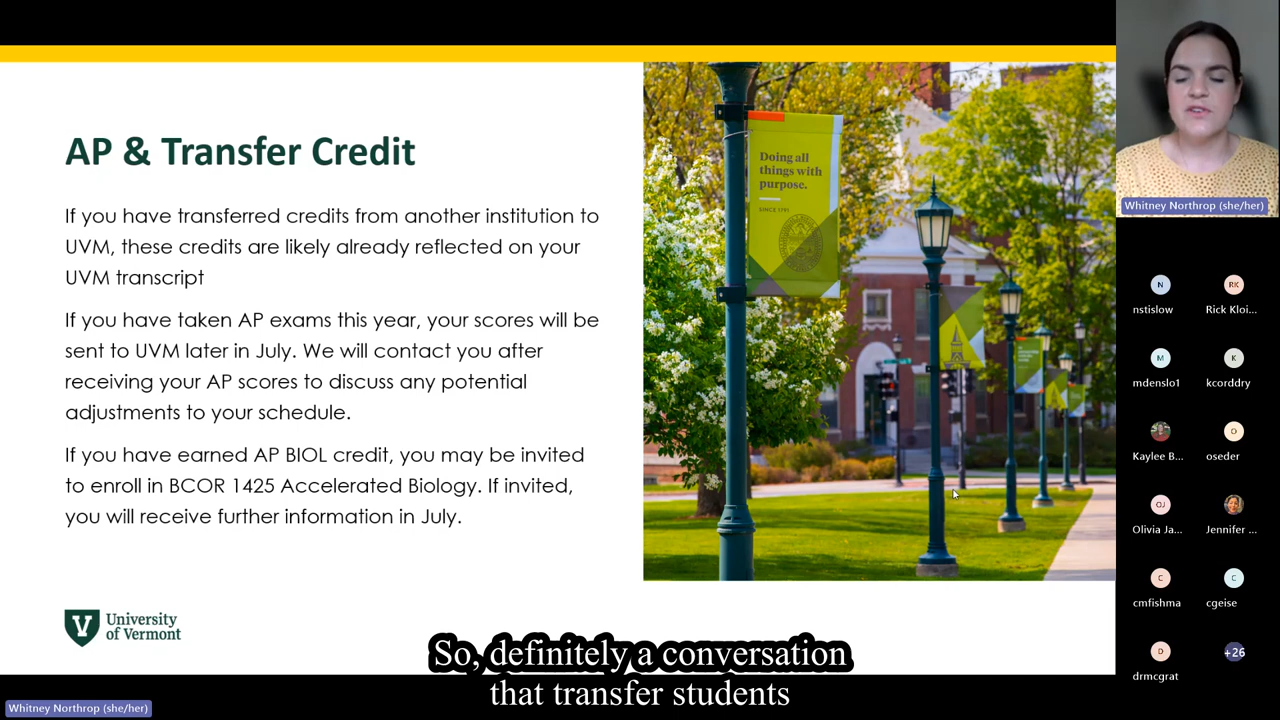 AP & Transfer Credit
If you have transferred credits from another institution to
UVM, these credits are likely already reflected on your
UVM transcript
If you have taken AP exams this year, your scores will be
sent to UVM later in July. We will contact you after
receiving your AP scores to discuss any potential
adjustments to your schedule.
If you have earned AP BIOL credit, you may be invited
to enroll in BCOR 1425 Accelerated Biology. If invited,
you will receive further information in July.
University
of Vermont
Doing all
things with
purpose.
SINCE 1791
Whitney Northrop (she/her)
N
nstislow
RK
Rick Kloi...
M
mdenslo1
K
kcorddry
Kaylee B...
O
oseder
OJ
Olivia Ja...
Jennifer ...
C
cmfishma
C
cgeise
D
drmcgrat
+26
So, definitely a conversation
that transfer students
Whitney Northrop (she/her)